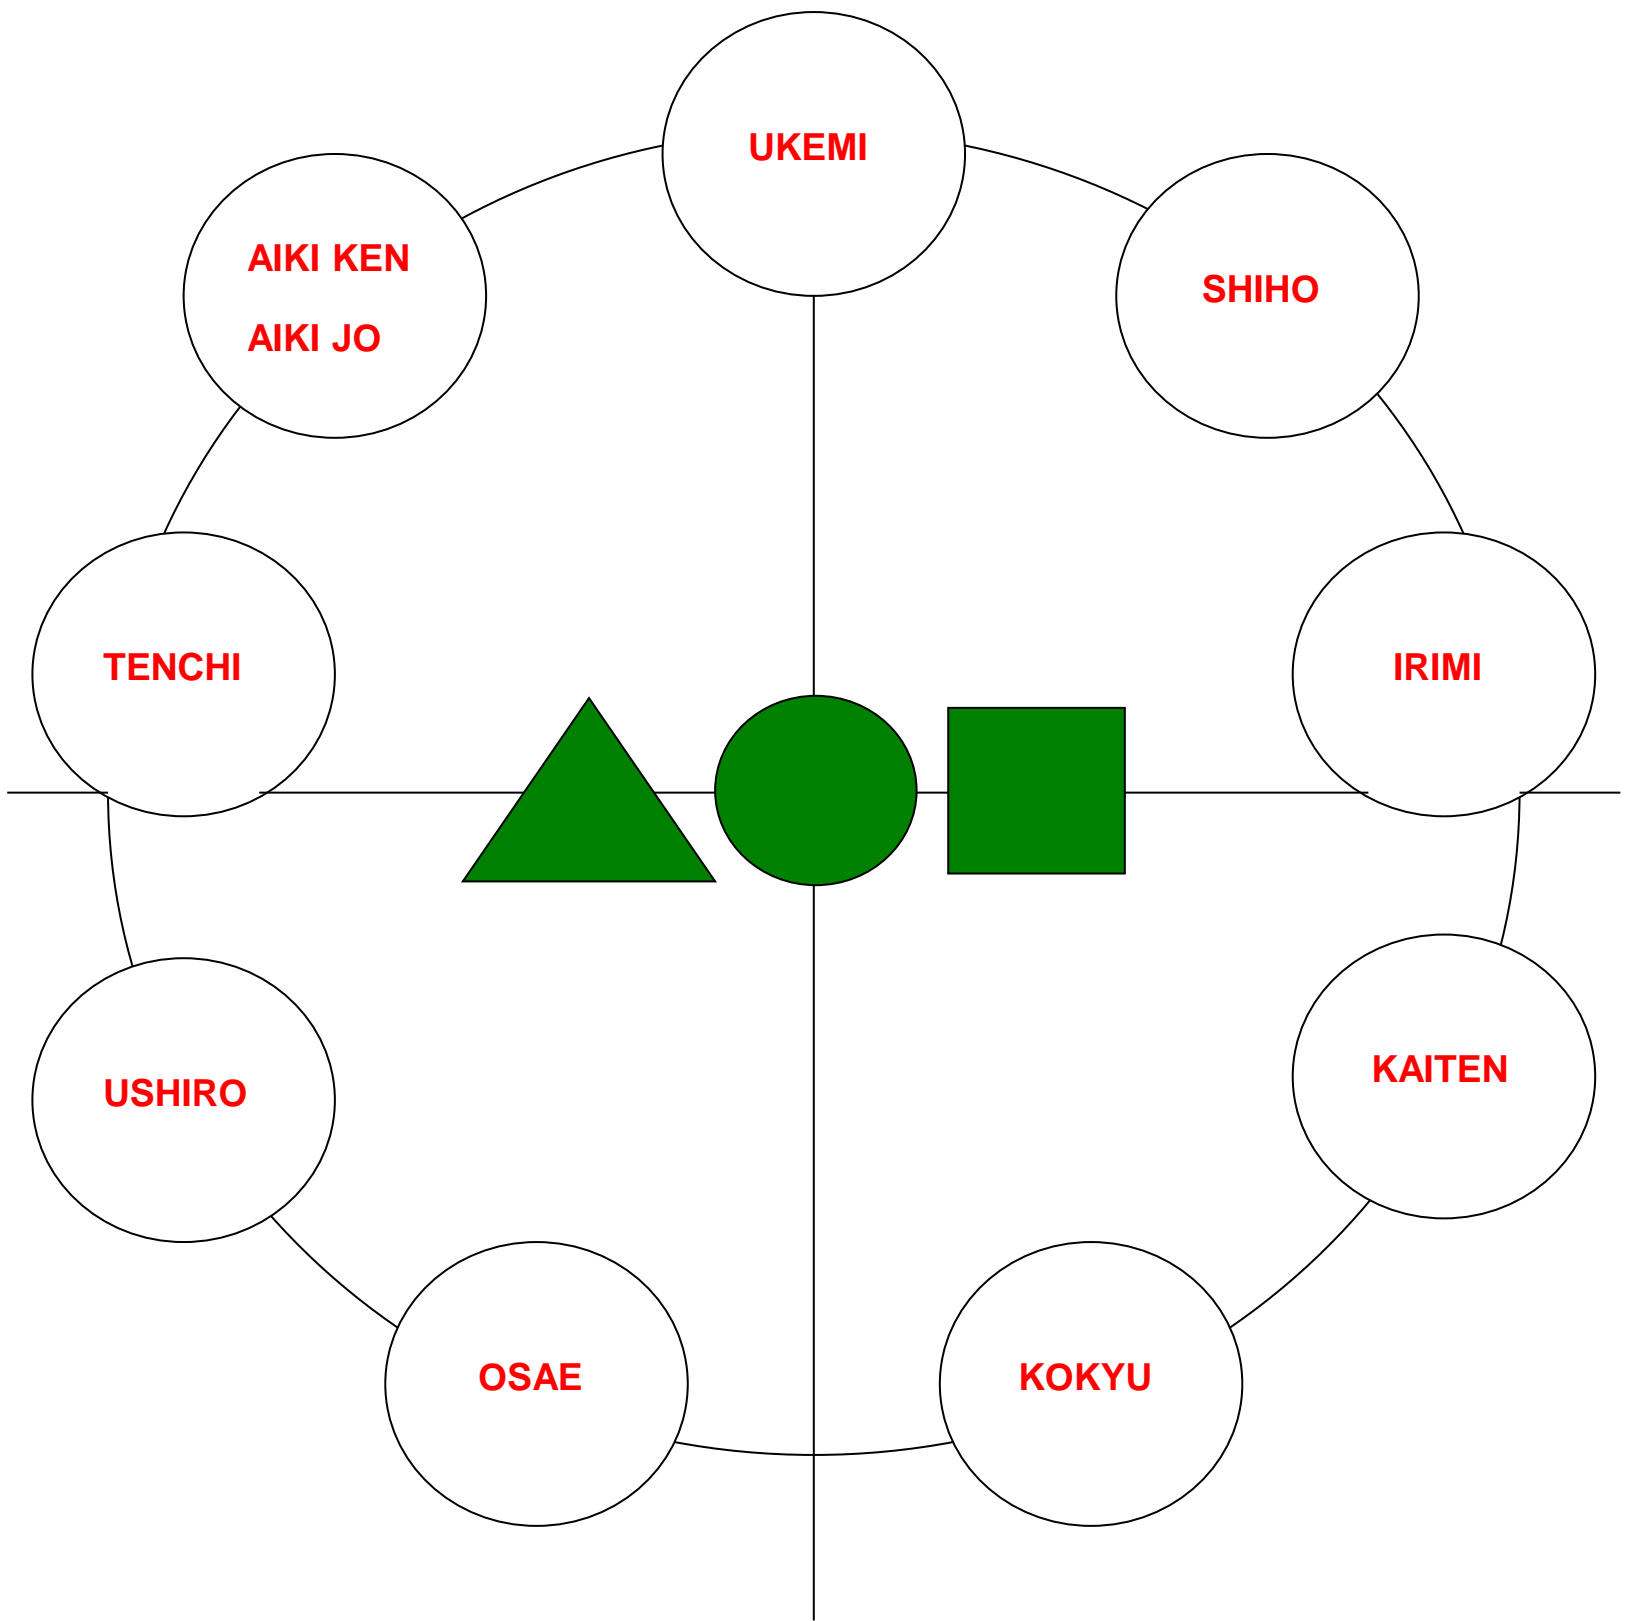 UKEMI
AIKI KEN
AIKI JO
SHIHO
TENCHI
IRIMI
USHIRO
KAITEN
OSAE
KOKYU